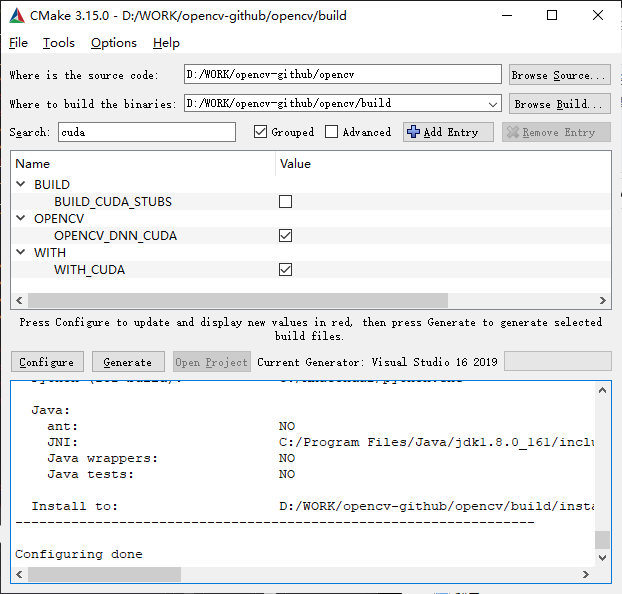 CMake 3.15.0 - D:/WORK/opencv-github/opencv/build
File Tools Options Help
Where is the source code: D:/WORK/opencv-github/opencv Browse Source...
Where to build the binaries: D:/WORK/opencv-github/opencv/build Browse Build...
Search: cuda Grouped Advanced Add Entry Remove Entry
Name Value
BUILD
BUILD_CUDA_STUBS
OPENCV
OPENCV_DNN_CUDA
WITH
WITH_CUDA
Press Configure to update and display new values in red, then press Generate to generate selected
build files.
Configure Generate Open Project Current Generator: Visual Studio 16 2019
Java:
ant: NO
JNI: C:/Program Files/Java/jdk1.8.0_161/inclu
Java wrappers: NO
Java tests: NO
Install to: D:/WORK/opencv-github/opencv/build/insta
-----------------------------------------------------------------
Configuring done